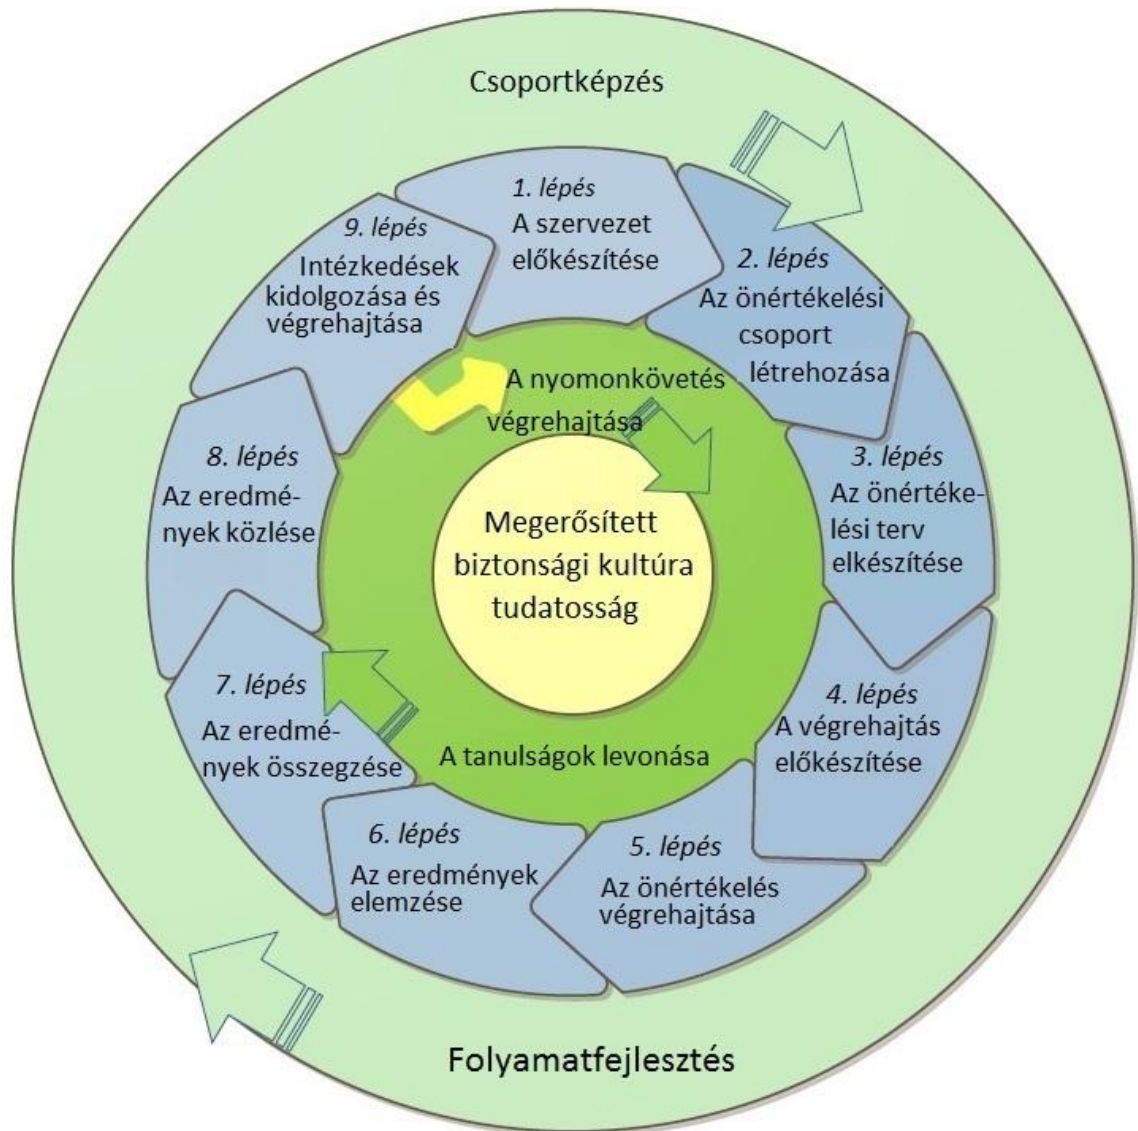 Csoportképzés
1. lépés
A szervezet
előkészítése
2. lépés
Az önértékelési
csoport
létrehozása
3. lépés
Az önértéke-
lési terv
elkészítése
4. lépés
A végrehajtás
előkészítése
5. lépés
Az önértékelés
végrehajtása
6. lépés
Az eredmények
elemzése
7. lépés
Az eredmé-
nyek összegzése
8. lépés
Az eredmé-
nyek közlése
9. lépés
Intézkedések
kidolgozása és
végrehajtása
A nyomonkövetés
végrehajtása
Megerősített
biztonsági kultúra
tudatosság
A tanulságok levonása
Folyamatfejlesztés